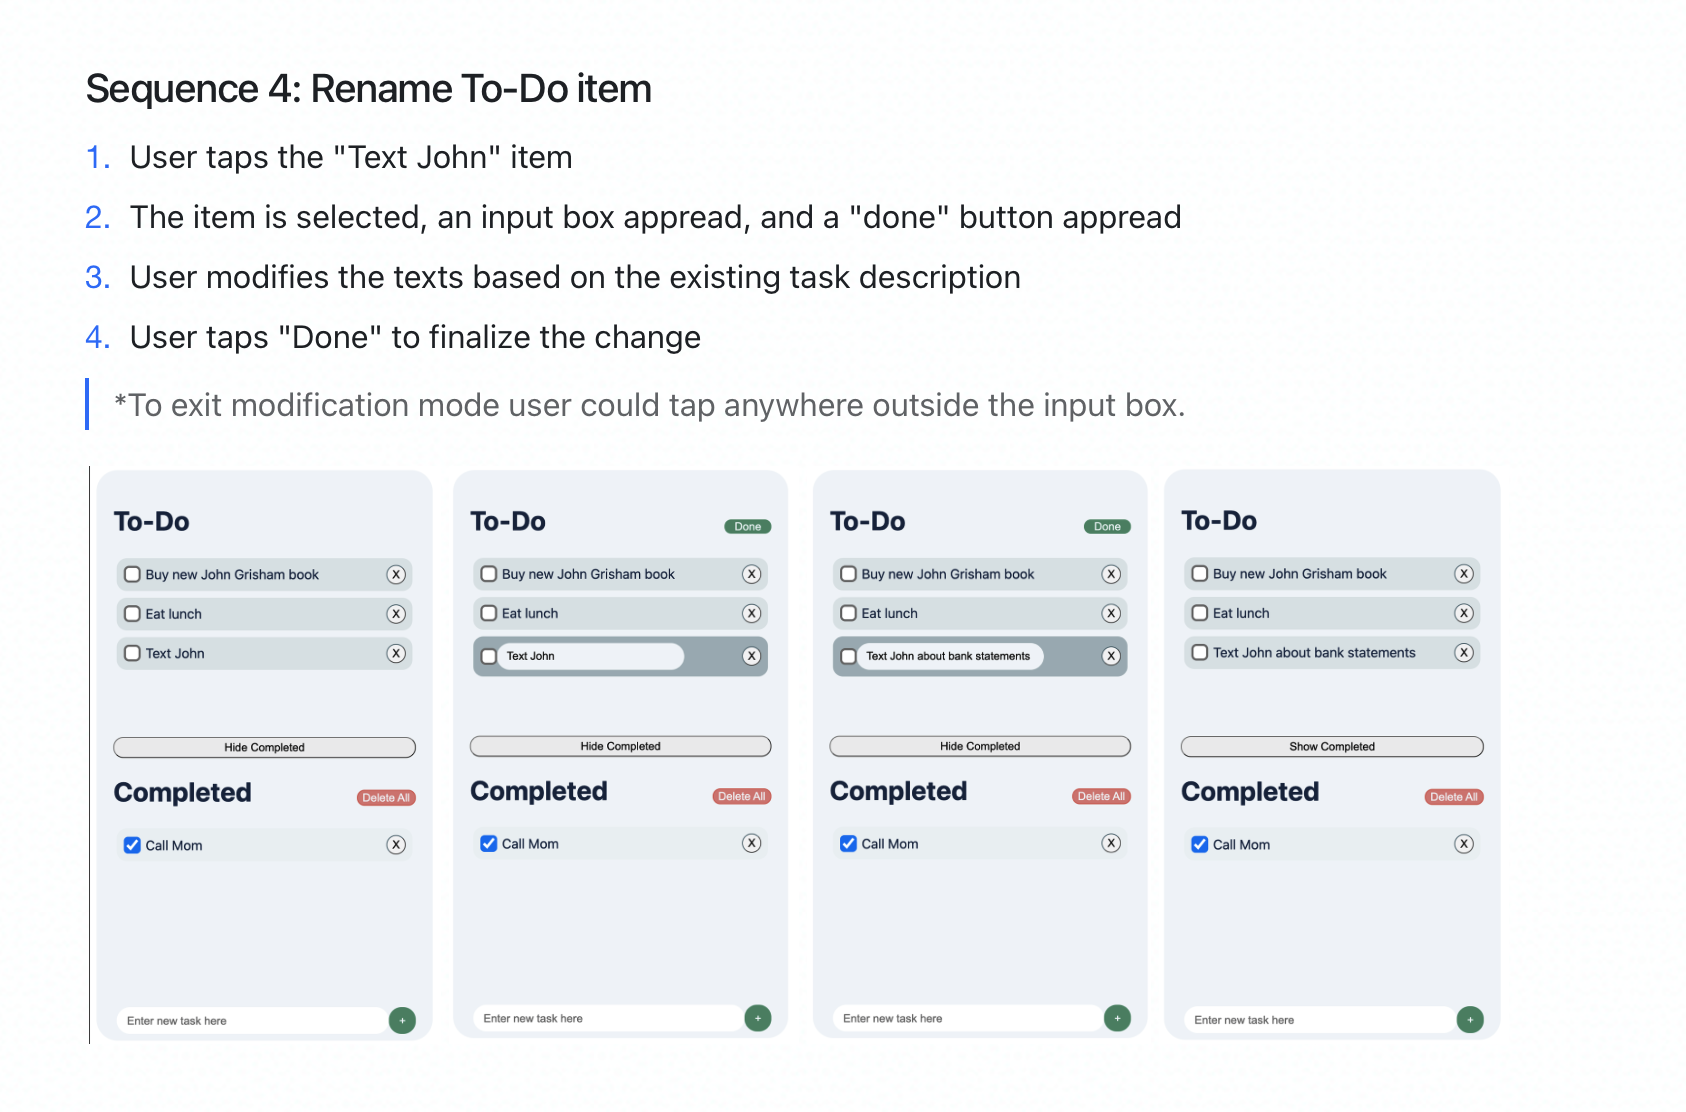 Sequence 4: Rename To-Do item
1. User taps the "Text John" item
2. The item is selected, an input box appread, and a "done" button appread
3. User modifies the texts based on the existing task description
4. User taps "Done" to finalize the change
*To exit modification mode user could tap anywhere outside the input box.
To-Do
Buy new John Grisham book X
Eat lunch X
Text John X
Hide Completed
Completed Delete All
Call Mom X
Enter new task here +
To-Do Done
Buy new John Grisham book X
Eat lunch X
Text John X
Hide Completed
Completed Delete All
Call Mom X
Enter new task here +
To-Do Done
Buy new John Grisham book X
Eat lunch X
Text John about bank statements X
Hide Completed
Completed Delete All
Call Mom X
Enter new task here +
To-Do
Buy new John Grisham book X
Eat lunch X
Text John about bank statements X
Show Completed
Completed Delete All
Call Mom X
Enter new task here +